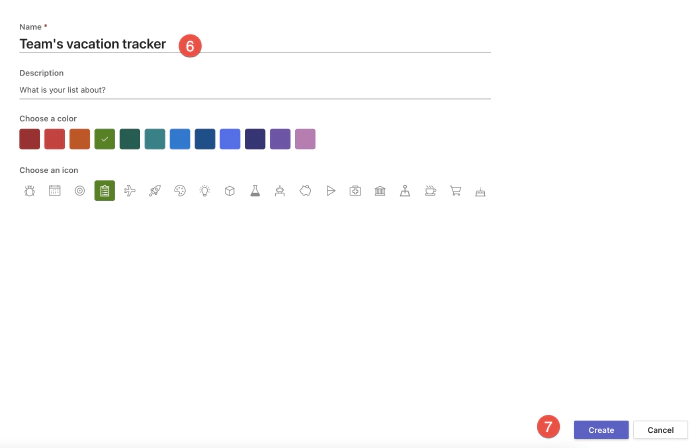 Name *
Team's vacation tracker 6
Description
What is your list about?
Choose a color
Choose an icon
7 Create Cancel